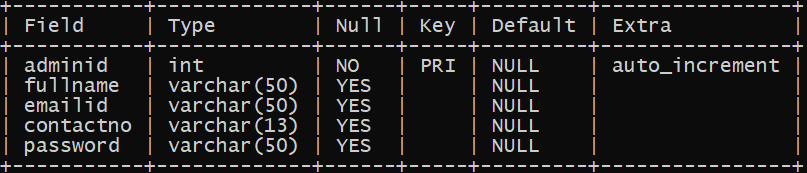 +-----------+-------------+------+-----+---------+----------------+
| Field     | Type        | Null | Key | Default | Extra          |
+-----------+-------------+------+-----+---------+----------------+
| adminid   | int         | NO   | PRI | NULL    | auto_increment |
| fullname  | varchar(50) | YES  |     | NULL    |                |
| emailid   | varchar(50) | YES  |     | NULL    |                |
| contactno | varchar(13) | YES  |     | NULL    |                |
| password  | varchar(50) | YES  |     | NULL    |                |
+-----------+-------------+------+-----+---------+----------------+